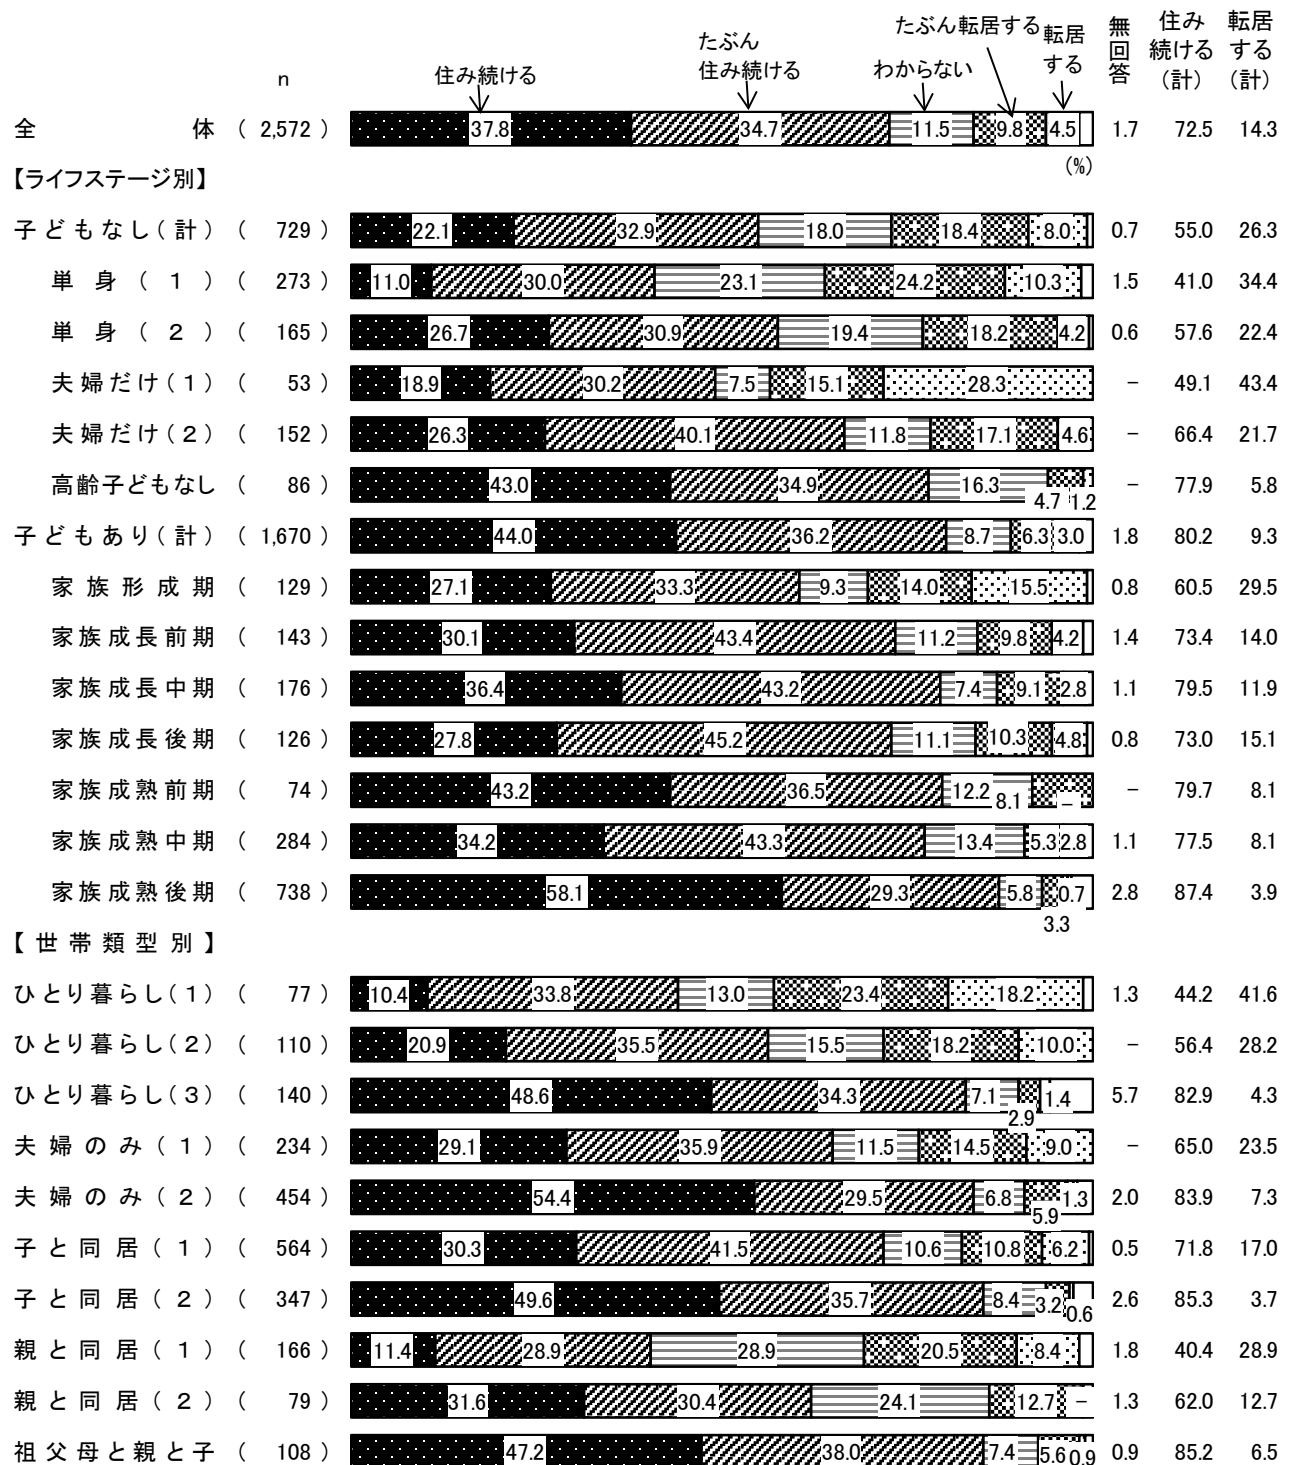 たぶん転居する 転居する 無回答 住み続ける(計) 転居する(計)
n 住み続ける たぶん住み続ける わからない
全体 ( 2,572 ) 37.8 34.7 11.5 9.8 4.5 1.7 72.5 14.3
(%)
【ライフステージ別】
子どもなし(計) ( 729 ) 22.1 32.9 18.0 18.4 8.0 0.7 55.0 26.3
単身(1) ( 273 ) 11.0 30.0 23.1 24.2 10.3 1.5 41.0 34.4
単身(2) ( 165 ) 26.7 30.9 19.4 18.2 4.2 0.6 57.6 22.4
夫婦だけ(1) ( 53 ) 18.9 30.2 7.5 15.1 28.3 － 49.1 43.4
夫婦だけ(2) ( 152 ) 26.3 40.1 11.8 17.1 4.6 － 66.4 21.7
高齢子どもなし ( 86 ) 43.0 34.9 16.3 4.7 1.2 － 77.9 5.8
子どもあり(計) ( 1,670 ) 44.0 36.2 8.7 6.3 3.0 1.8 80.2 9.3
家族形成期 ( 129 ) 27.1 33.3 9.3 14.0 15.5 0.8 60.5 29.5
家族成長前期 ( 143 ) 30.1 43.4 11.2 9.8 4.2 1.4 73.4 14.0
家族成長中期 ( 176 ) 36.4 43.2 7.4 9.1 2.8 1.1 79.5 11.9
家族成長後期 ( 126 ) 27.8 45.2 11.1 10.3 4.8 0.8 73.0 15.1
家族成熟前期 ( 74 ) 43.2 36.5 12.2 8.1 － － 79.7 8.1
家族成熟中期 ( 284 ) 34.2 43.3 13.4 5.3 2.8 1.1 77.5 8.1
家族成熟後期 ( 738 ) 58.1 29.3 5.8 3.3 0.7 2.8 87.4 3.9
【世帯類型別】
ひとり暮らし(1) ( 77 ) 10.4 33.8 13.0 23.4 18.2 1.3 44.2 41.6
ひとり暮らし(2) ( 110 ) 20.9 35.5 15.5 18.2 10.0 － 56.4 28.2
ひとり暮らし(3) ( 140 ) 48.6 34.3 7.1 2.9 1.4 5.7 82.9 4.3
夫婦のみ(1) ( 234 ) 29.1 35.9 11.5 14.5 9.0 － 65.0 23.5
夫婦のみ(2) ( 454 ) 54.4 29.5 6.8 5.9 1.3 2.0 83.9 7.3
子と同居(1) ( 564 ) 30.3 41.5 10.6 10.8 6.2 0.5 71.8 17.0
子と同居(2) ( 347 ) 49.6 35.7 8.4 3.2 0.6 2.6 85.3 3.7
親と同居(1) ( 166 ) 11.4 28.9 28.9 20.5 8.4 1.8 40.4 28.9
親と同居(2) ( 79 ) 31.6 30.4 24.1 12.7 － 1.3 62.0 12.7
祖父母と親と子 ( 108 ) 47.2 38.0 7.4 5.6 0.9 0.9 85.2 6.5